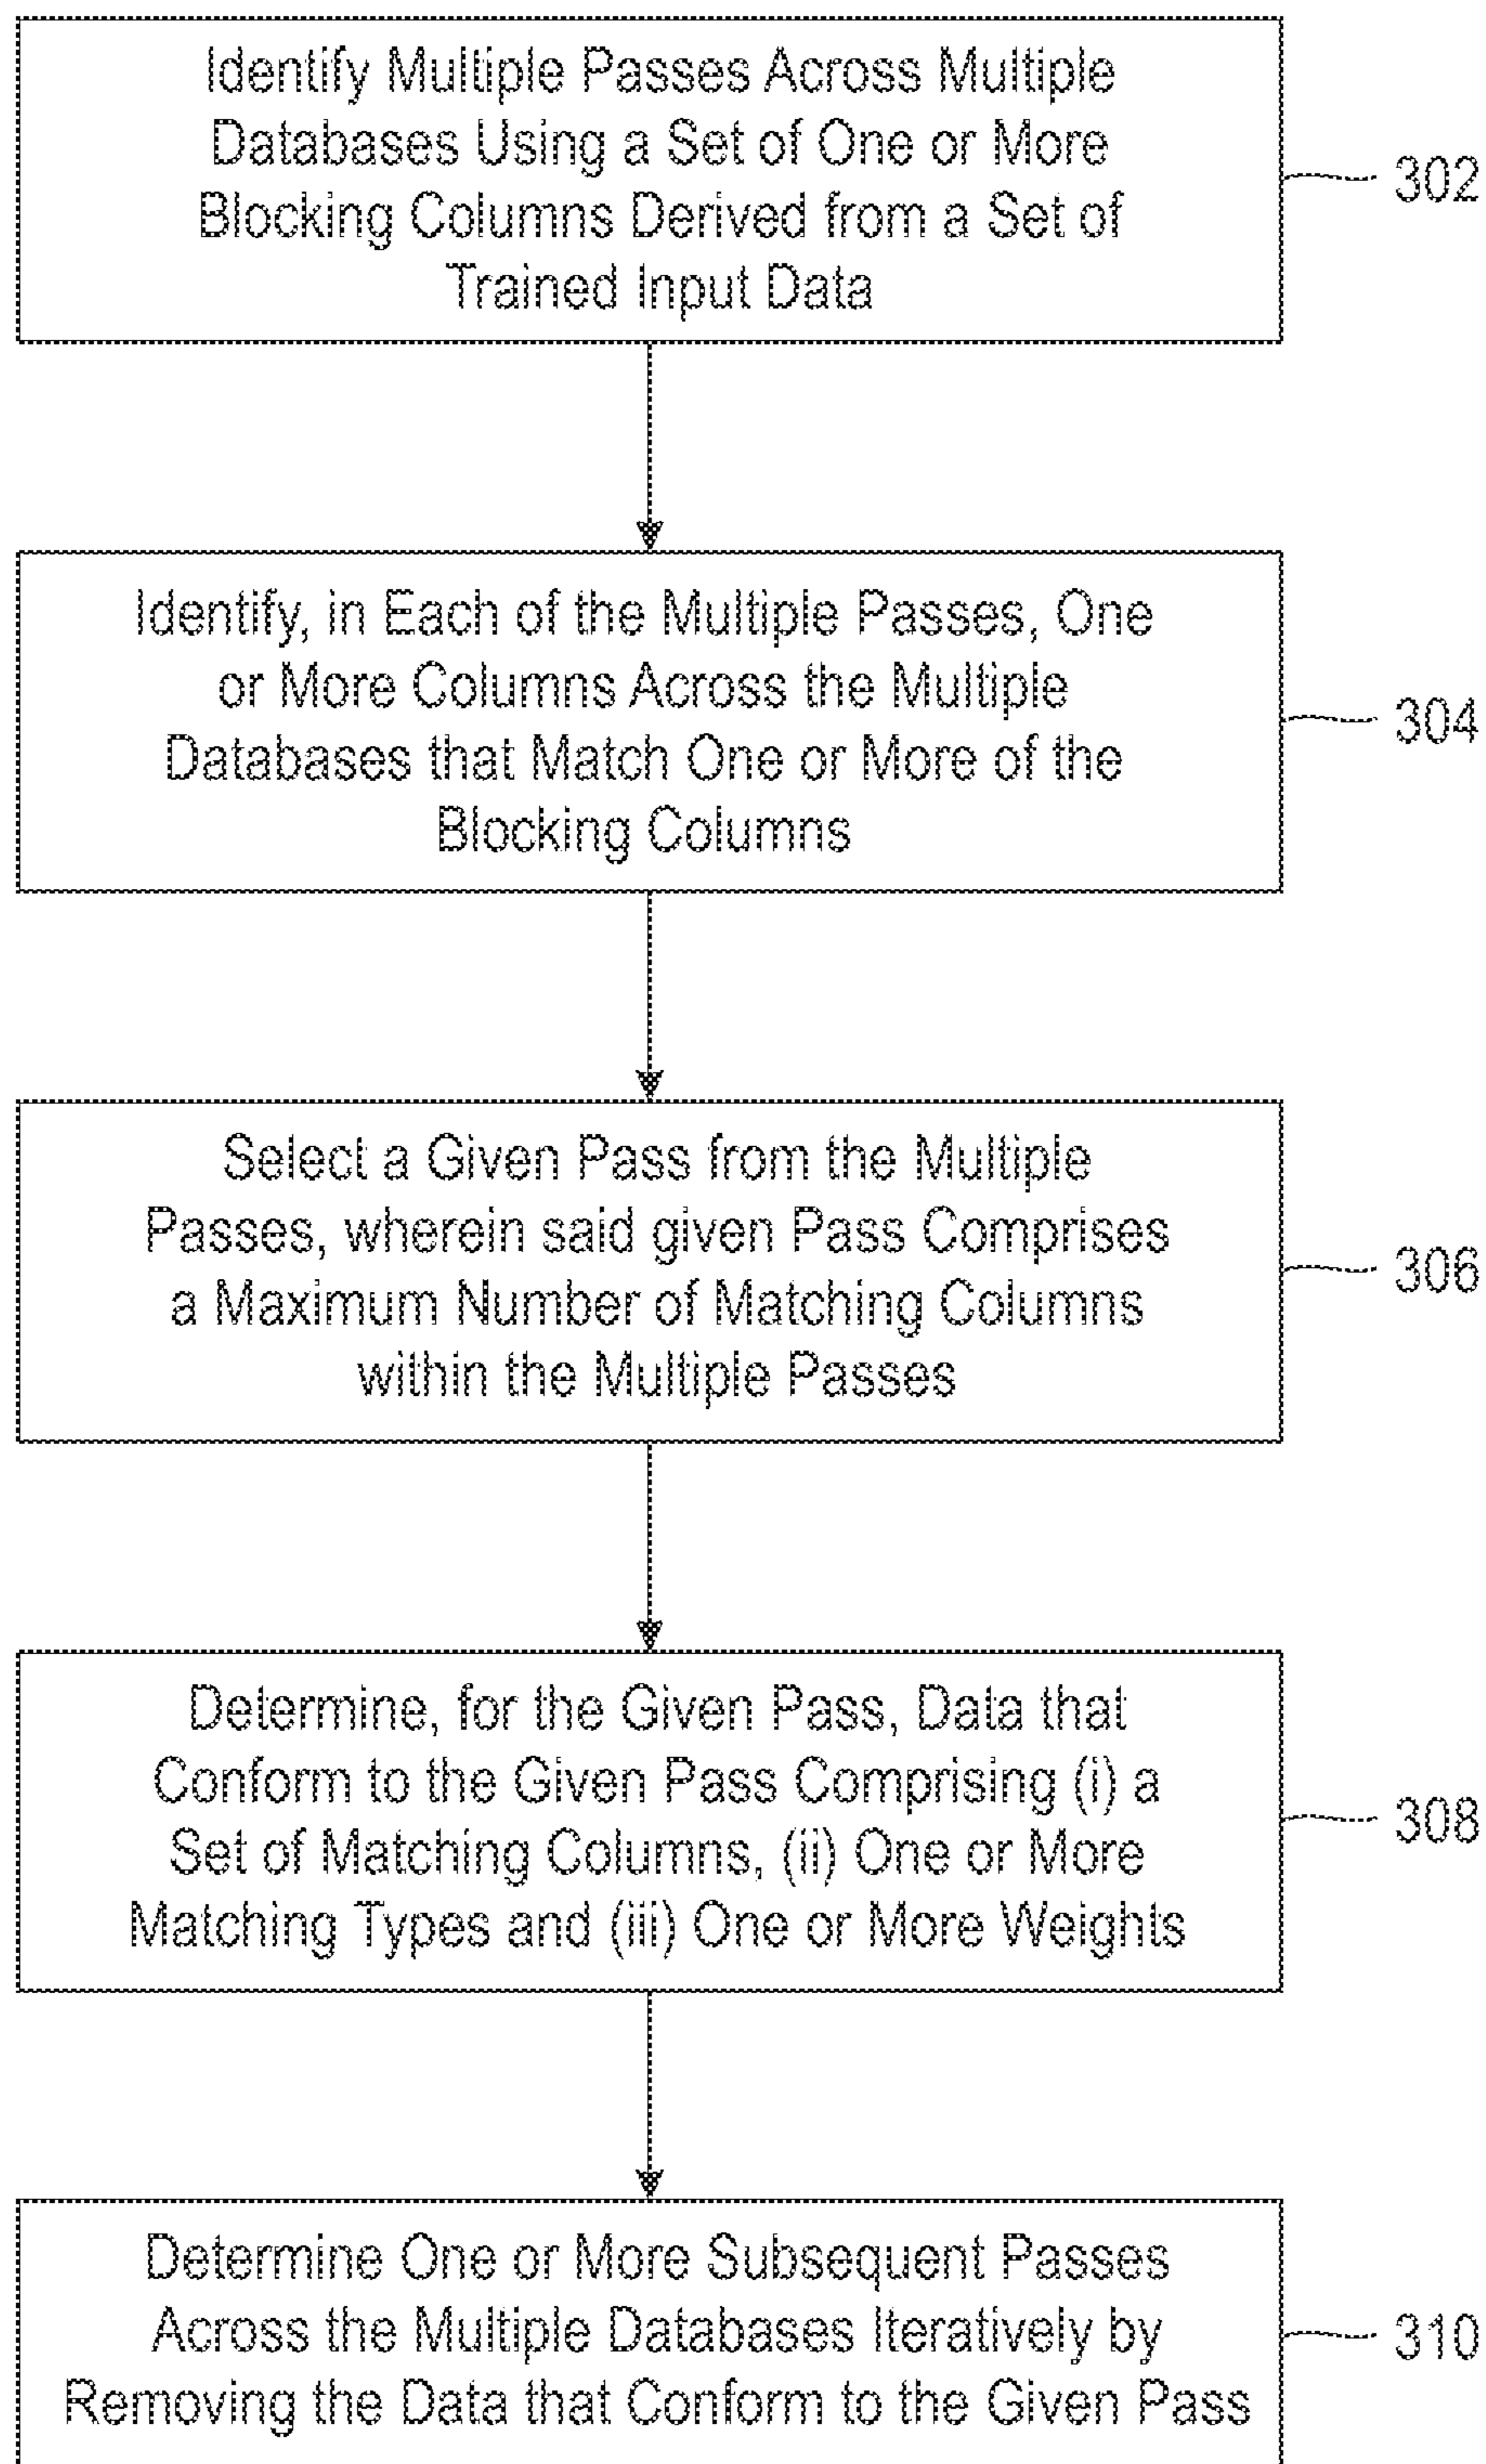 Identify Multiple Passes Across Multiple
Databases Using a Set of One or More
Blocking Columns Derived from a Set of
Trained Input Data
302
Identify, in Each of the Multiple Passes, One
or More Columns Across the Multiple
Databases that Match One or More of the
Blocking Columns
304
Select a Given Pass from the Multiple
Passes, wherein said given Pass Comprises
a Maximum Number of Matching Columns
within the Multiple Passes
306
Determine, for the Given Pass, Data that
Conform to the Given Pass Comprising (i) a
Set of Matching Columns, (ii) One or More
Matching Types and (iii) One or More Weights
308
Determine One or More Subsequent Passes
Across the Multiple Databases Iteratively by
Removing the Data that Conform to the Given Pass
310